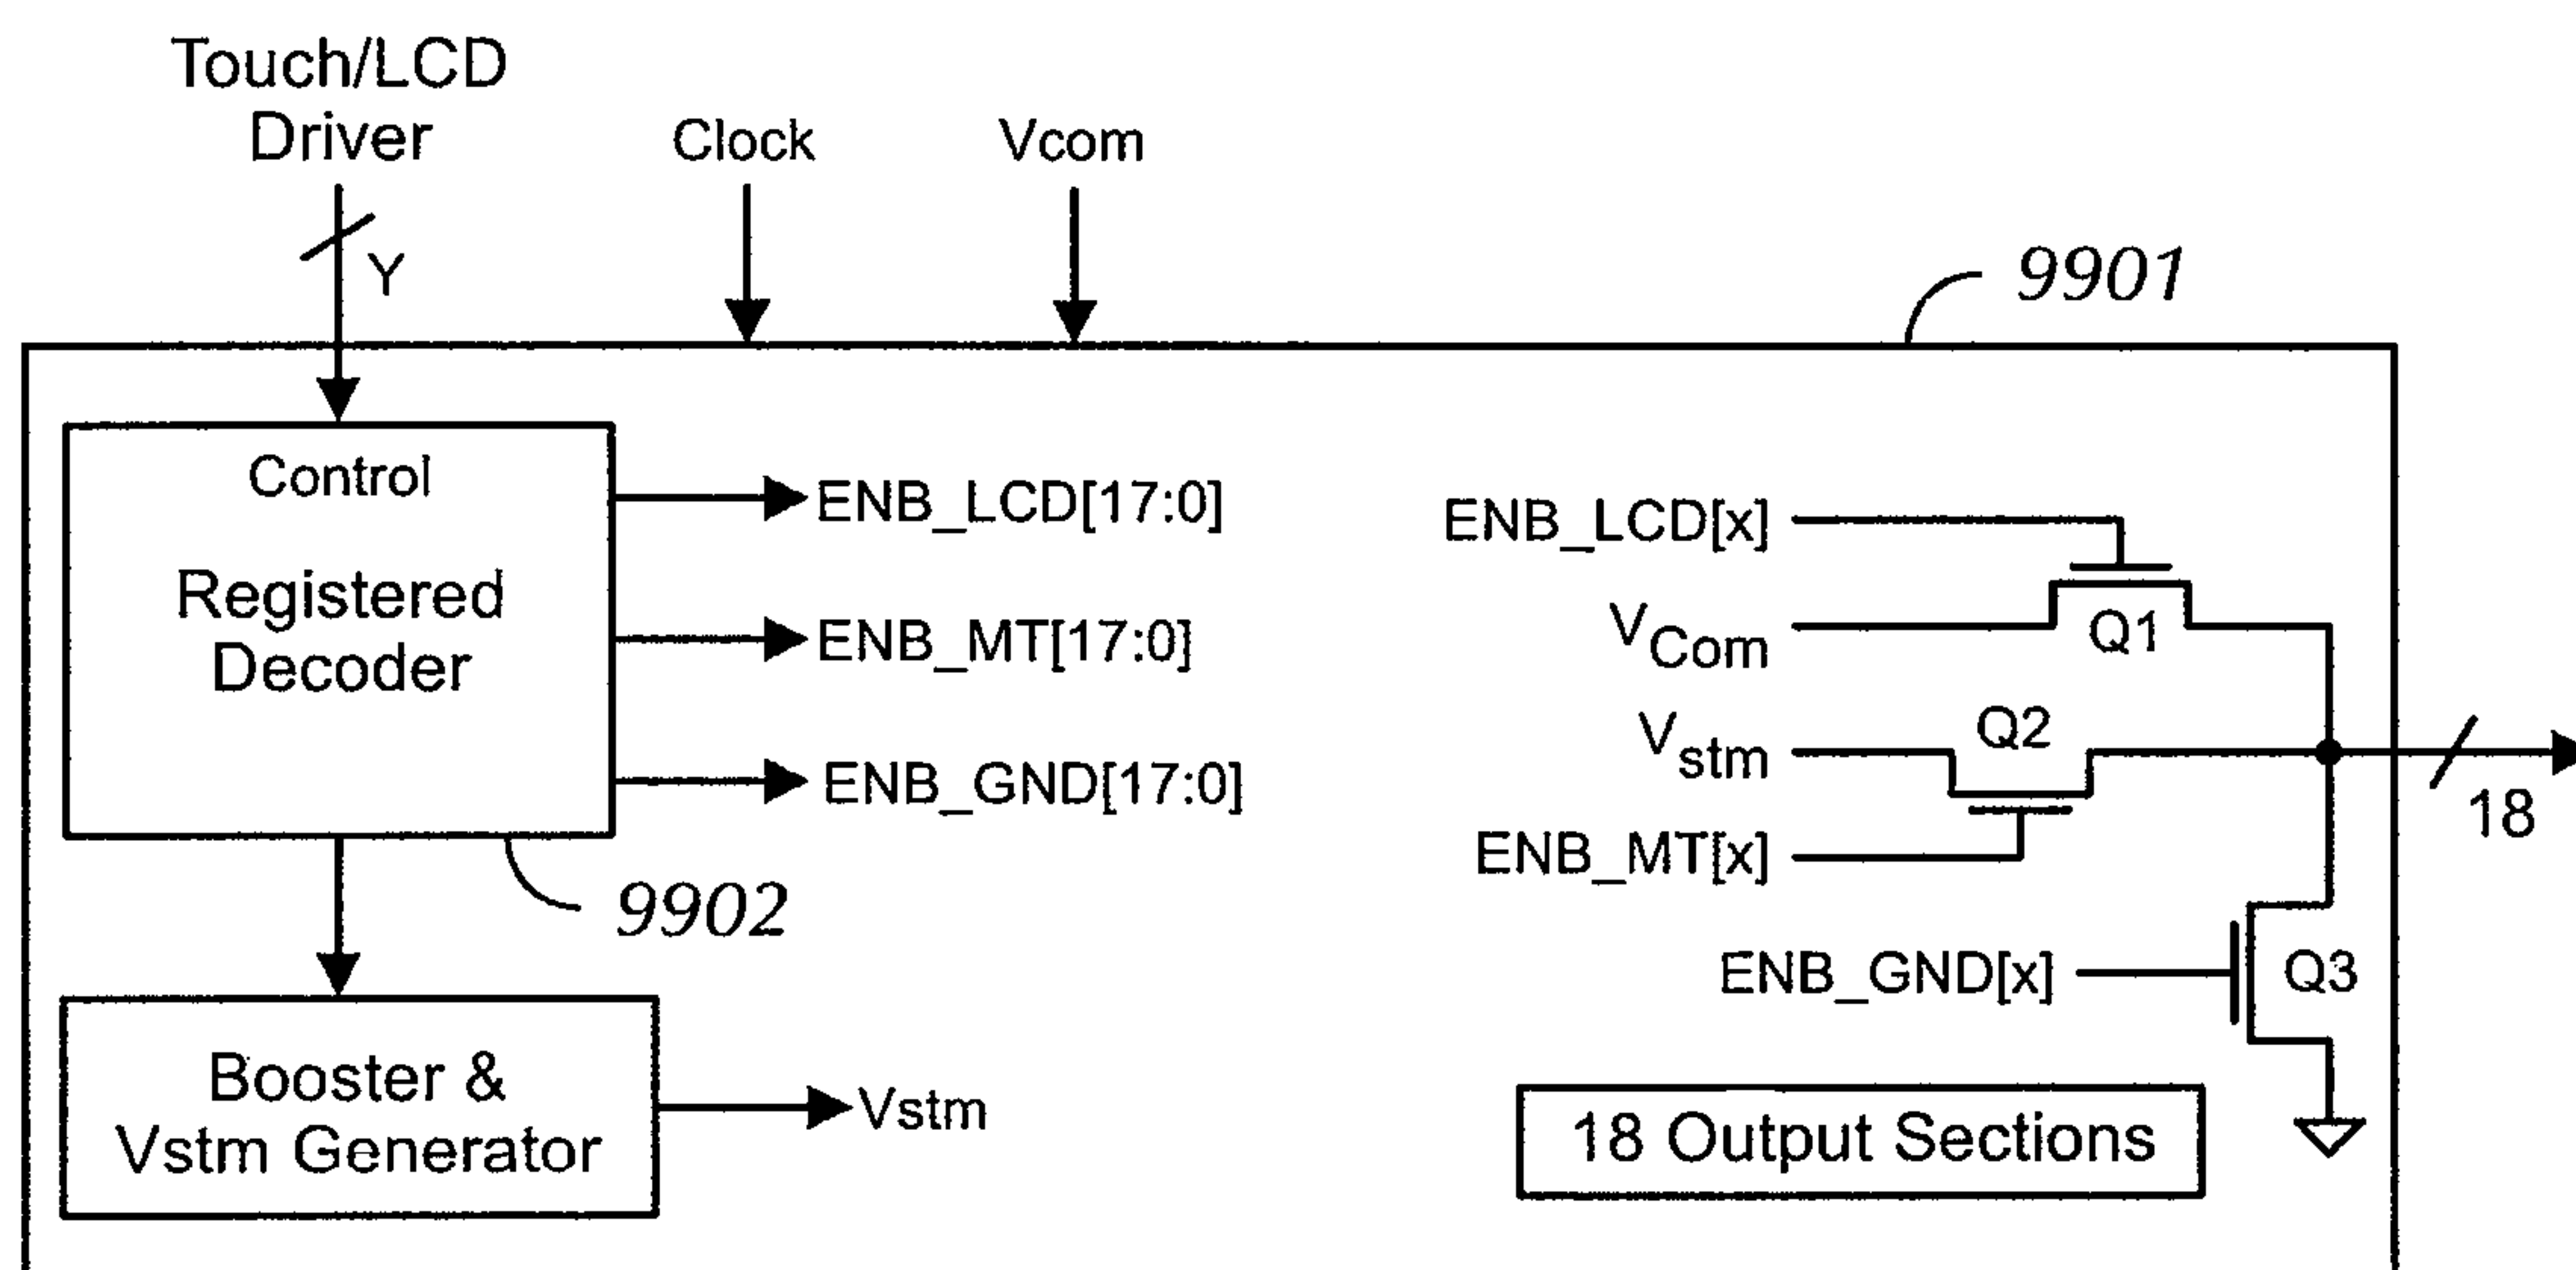 Touch/LCD
Driver
Clock
Vcom
Y
9901
Control
Registered
Decoder
ENB_LCD[17:0]
ENB_MT[17:0]
ENB_GND[17:0]
9902
Booster &
Vstm Generator
Vstm
ENB_LCD[x]
VCom
Q1
Vstm
Q2
ENB_MT[x]
18
ENB_GND[x]
Q3
18 Output Sections